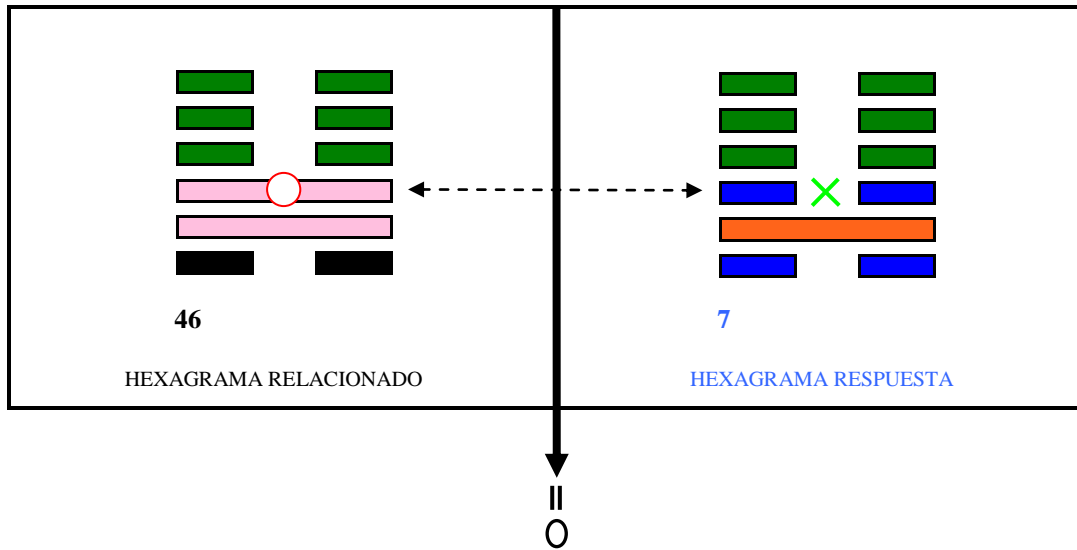 46
7
HEXAGRAMA RELACIONADO
HEXAGRAMA RESPUESTA
=
O